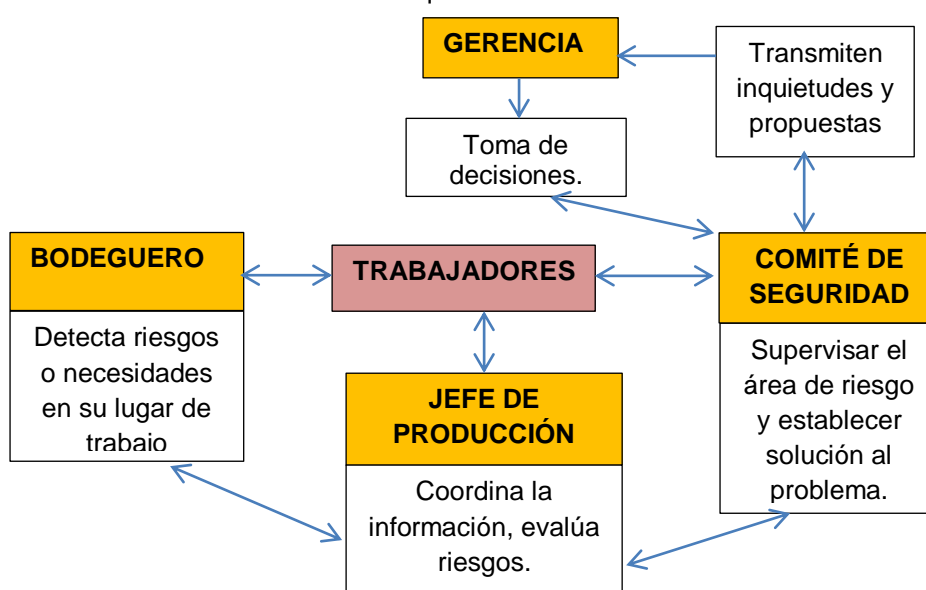 GERENCIA
Transmiten
inquietudes y
propuestas
Toma de
decisiones.
BODEGUERO
Detecta riesgos
o necesidades
en su lugar de
trabajo
TRABAJADORES
COMITÉ DE
SEGURIDAD
Supervisar el
área de riesgo
y establecer
solución al
problema.
JEFE DE
PRODUCCIÓN
Coordina la
información, evalúa
riesgos.